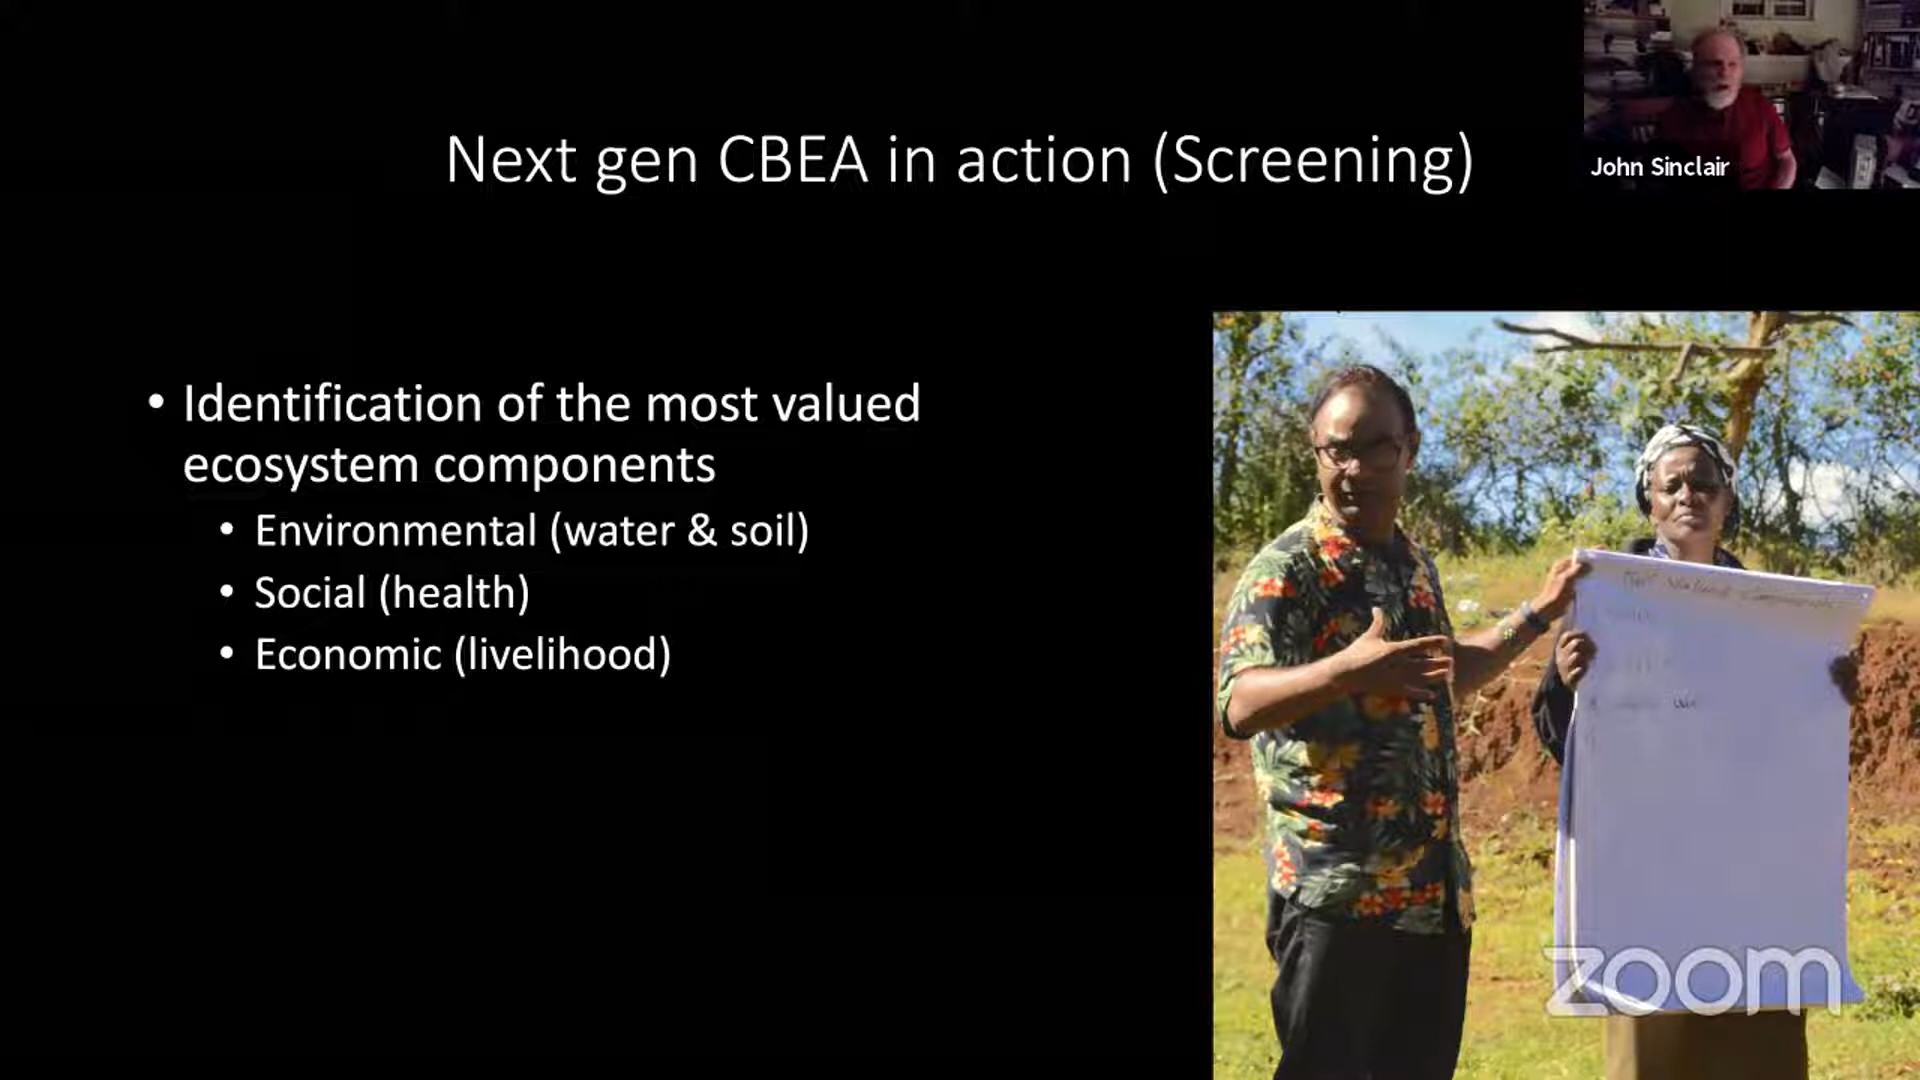 Next gen CBEA in action (Screening)
John Sinclair
• Identification of the most valued
ecosystem components
• Environmental (water & soil)
• Social (health)
• Economic (livelihood)
zoom